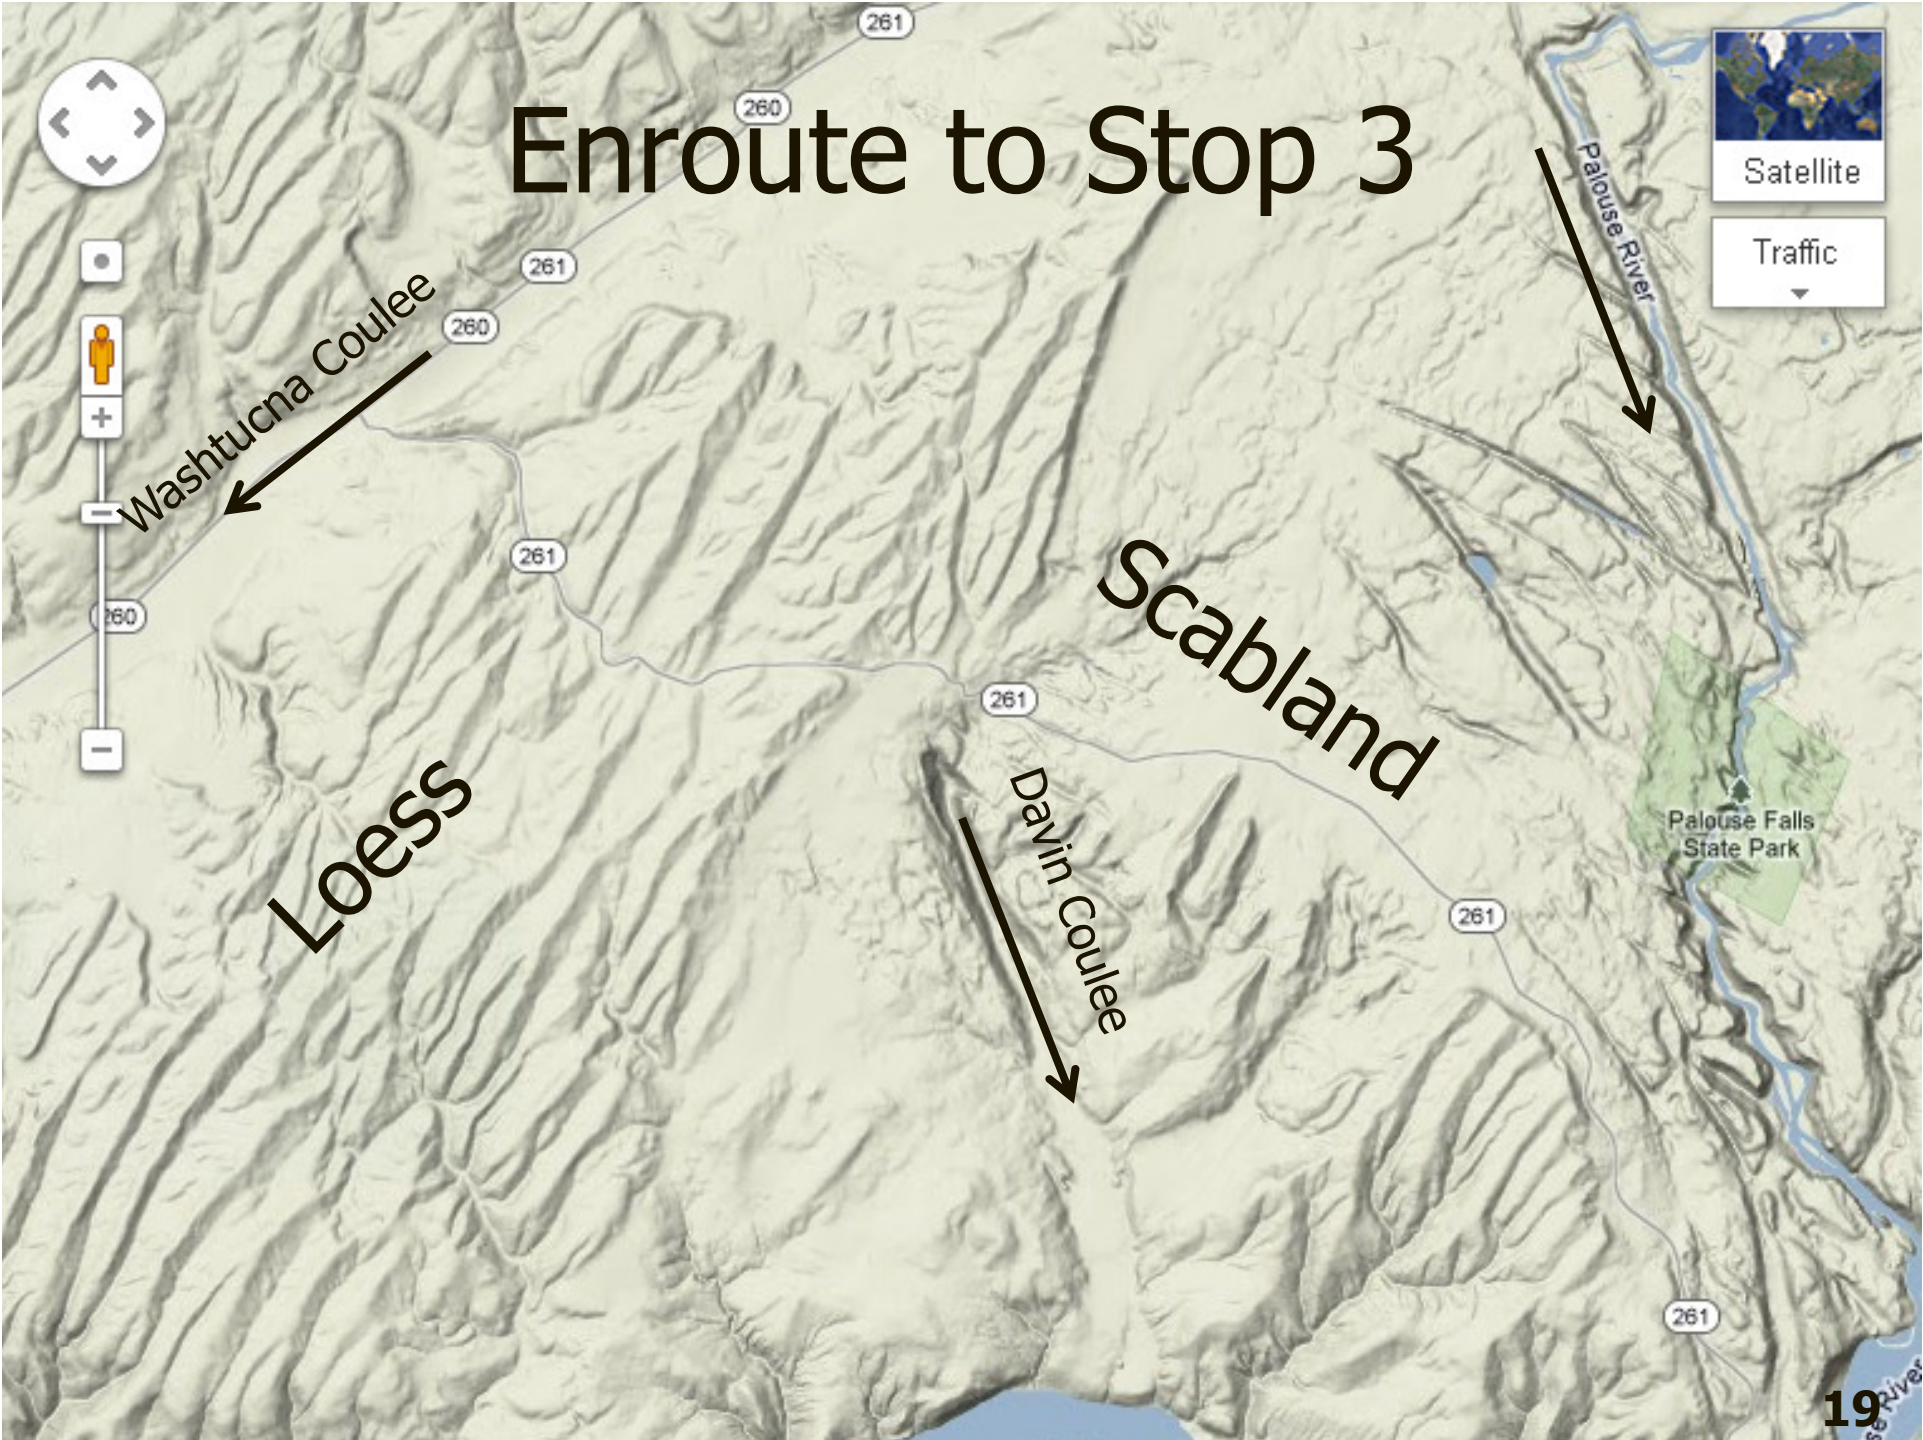 261
260
Enroute to Stop 3
Satellite
Palouse River
Traffic
261
260
Washtucna Coulee
261
260
Scabland
261
Loess
Davin Coulee
Palouse Falls
State Park
261
261
River
19